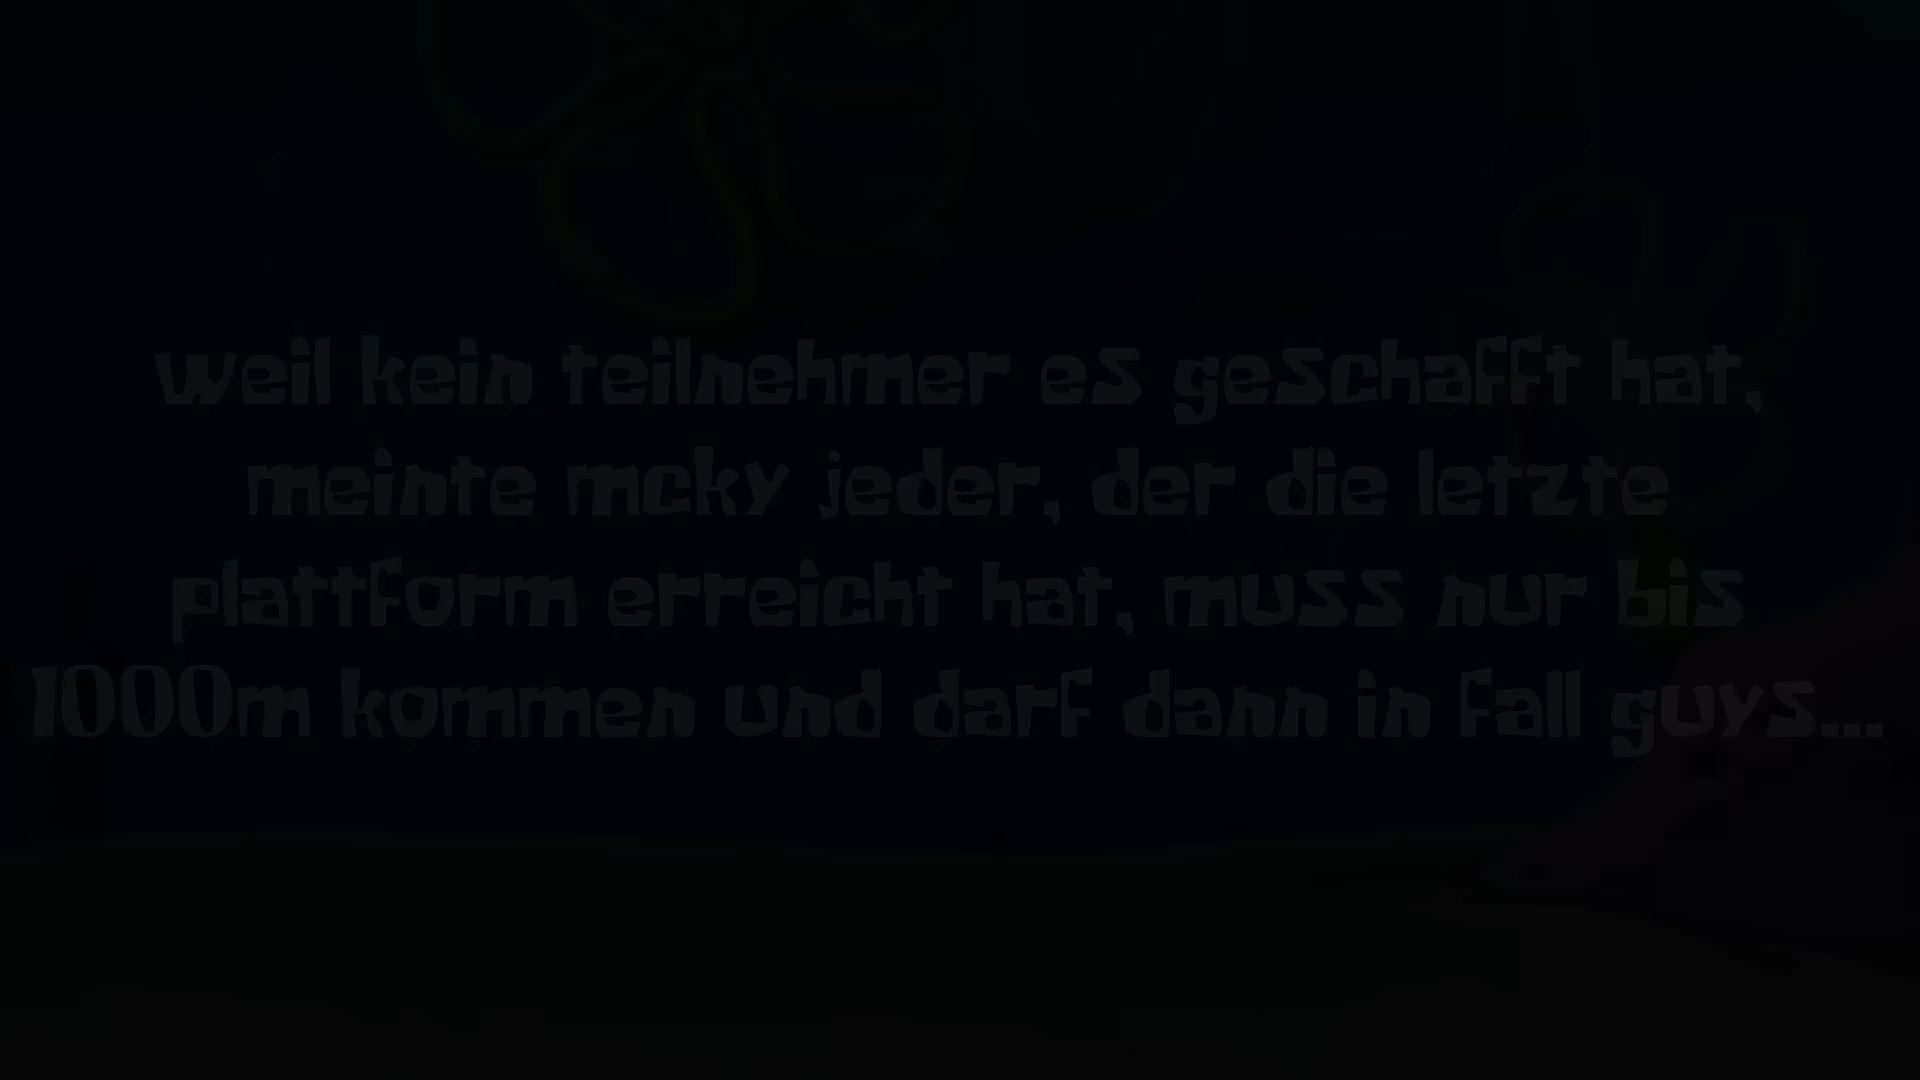 weil kein teilnehmer es geschafft hat,
meinte mcky jeder, der die letzte
plattform erreicht hat, muss nur bis
1000m kommen und darf dann in fall guys...